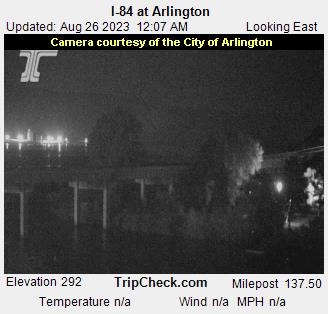 I-84 at Arlington
Updated: Aug 26 2023 12:07 AM Looking East
Camera courtesy of the City of Arlington
Elevation 292 TripCheck.com Milepost 137.50
Temperature n/a Wind n/a MPH n/a